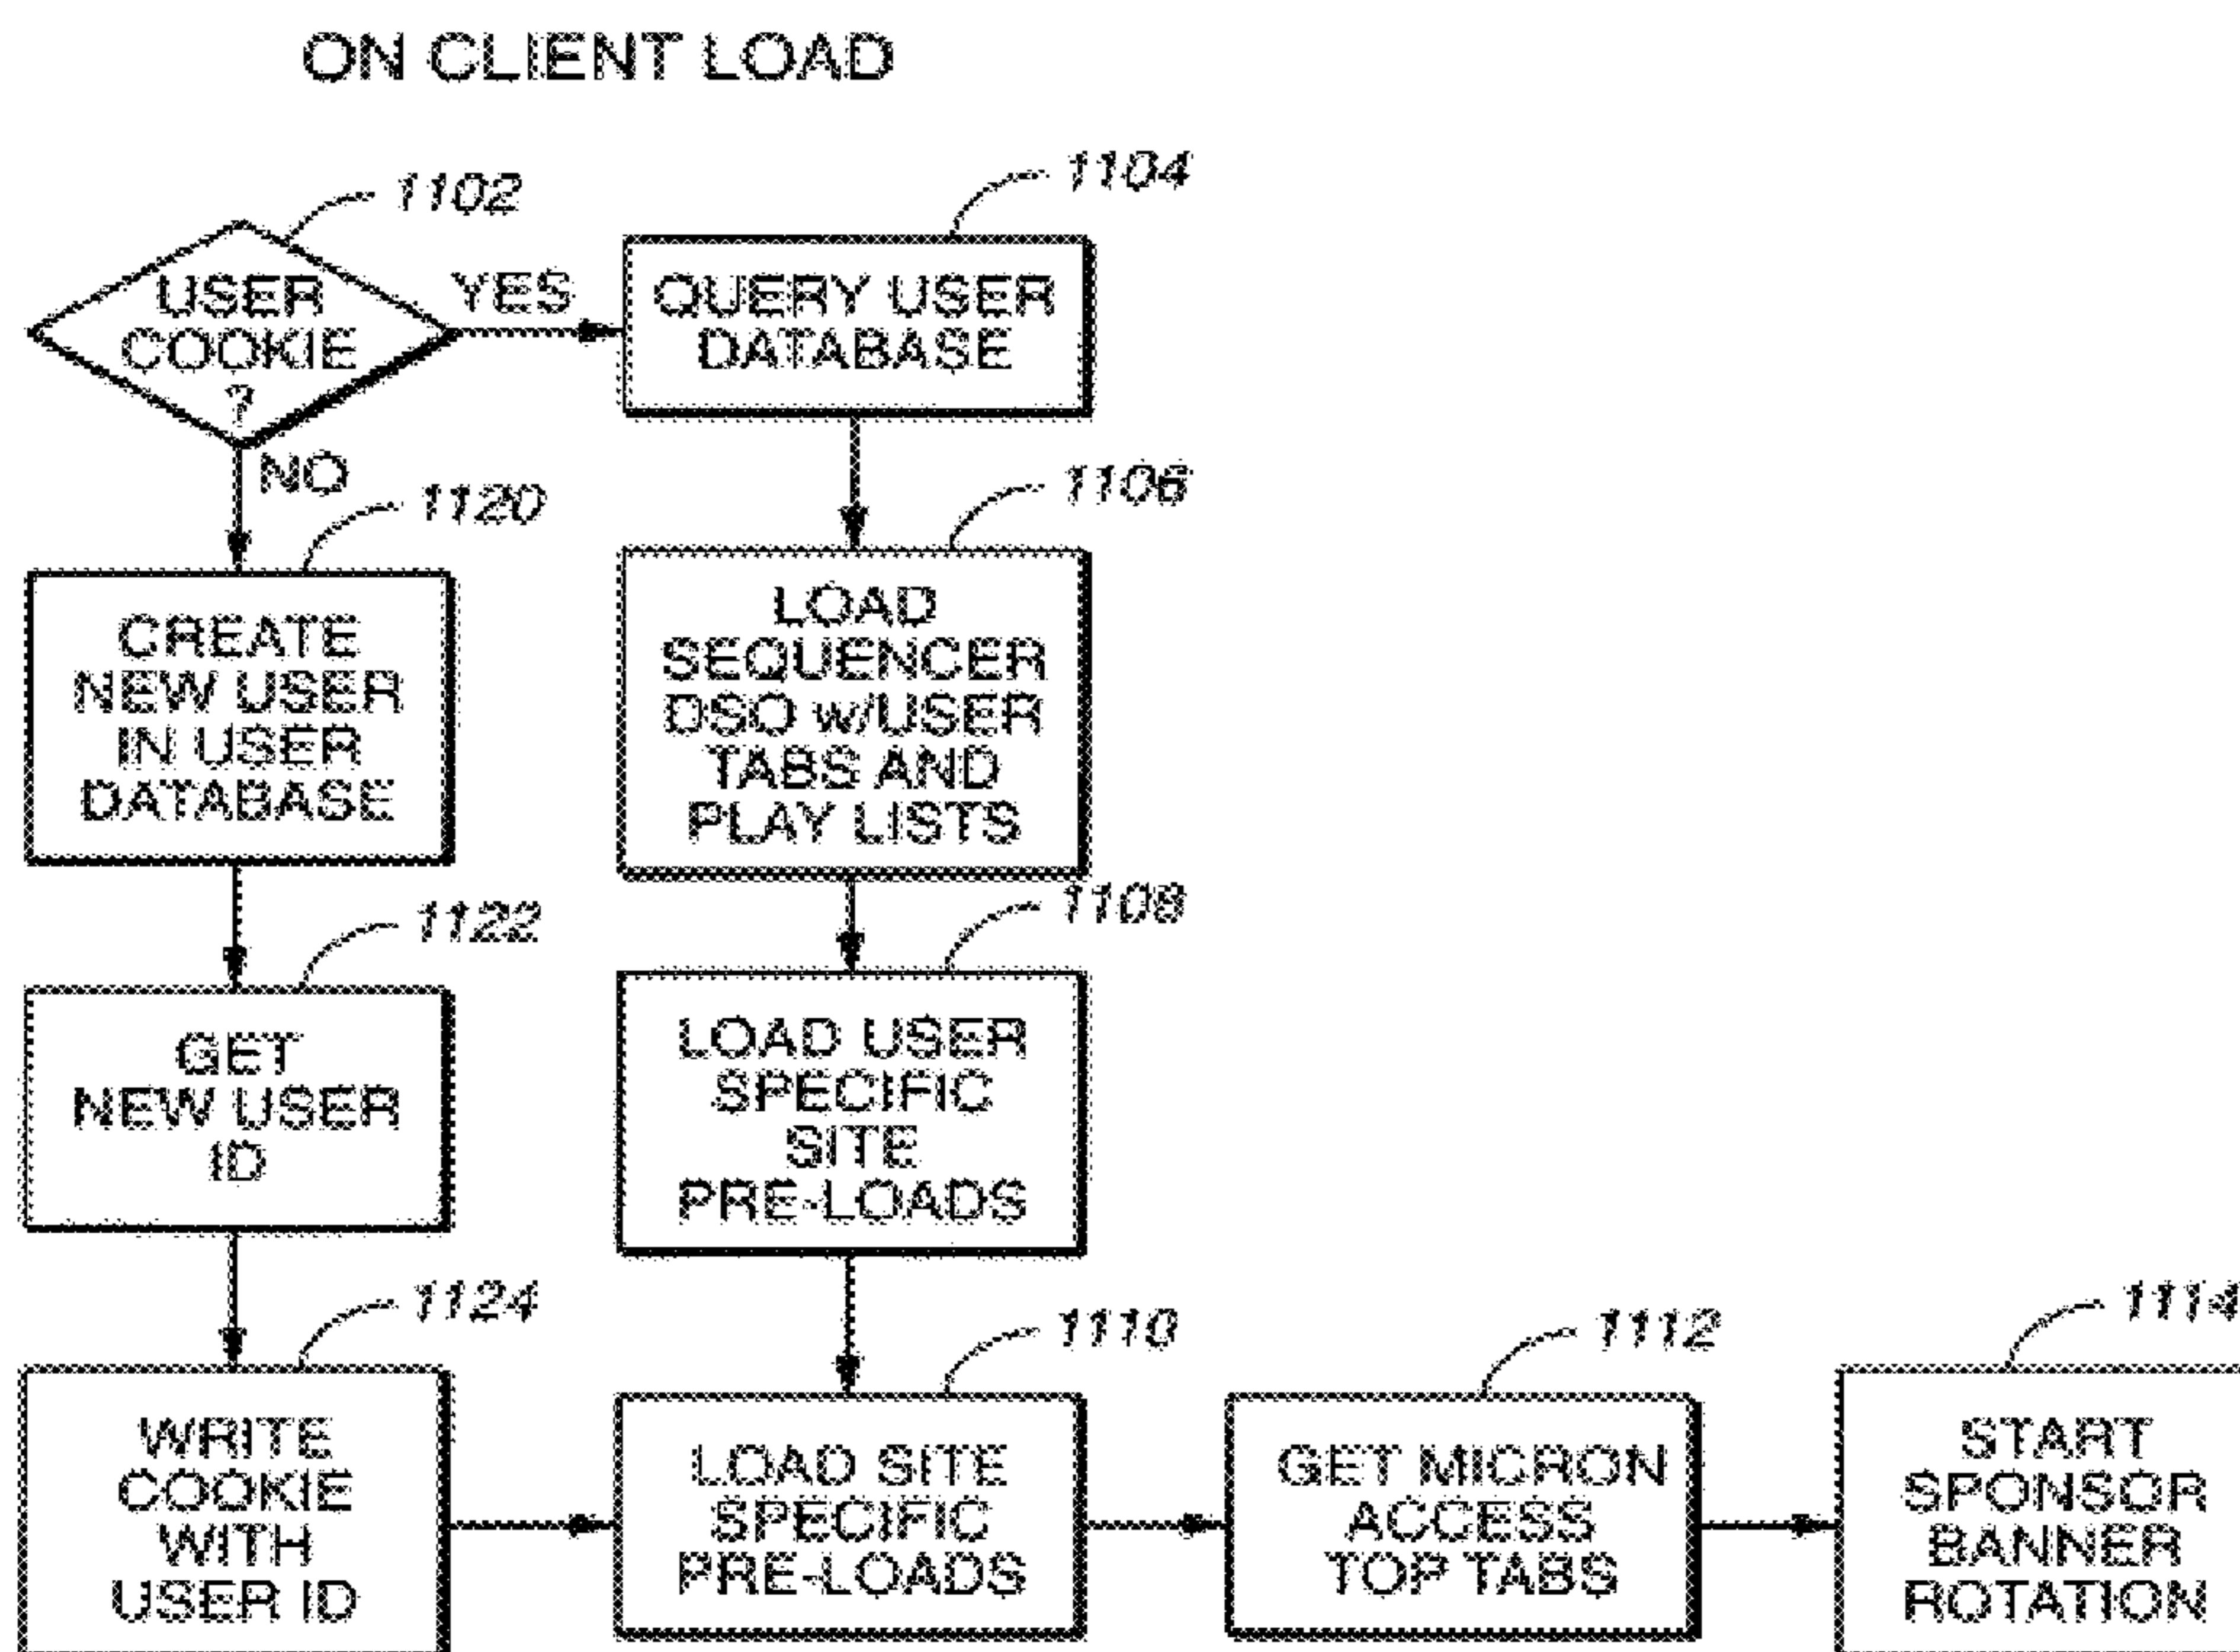 ON CLIENT LOAD
1102
1104
USER
COOKIE
?
YES
QUERY USER
DATABASE
NO
1120
1106
CREATE
NEW USER
IN USER
DATABASE
LOAD
SEQUENCER
DSO w/USER
TABS AND
PLAY LISTS
1122
1108
GET
NEW USER
ID
LOAD USER
SPECIFIC
SITE
PRE-LOADS
1124
1110
1112
1114
WRITE
COOKIE
WITH
USER ID
LOAD SITE
SPECIFIC
PRE-LOADS
GET MICRON
ACCESS
TOP TABS
START
SPONSOR
BANNER
ROTATION